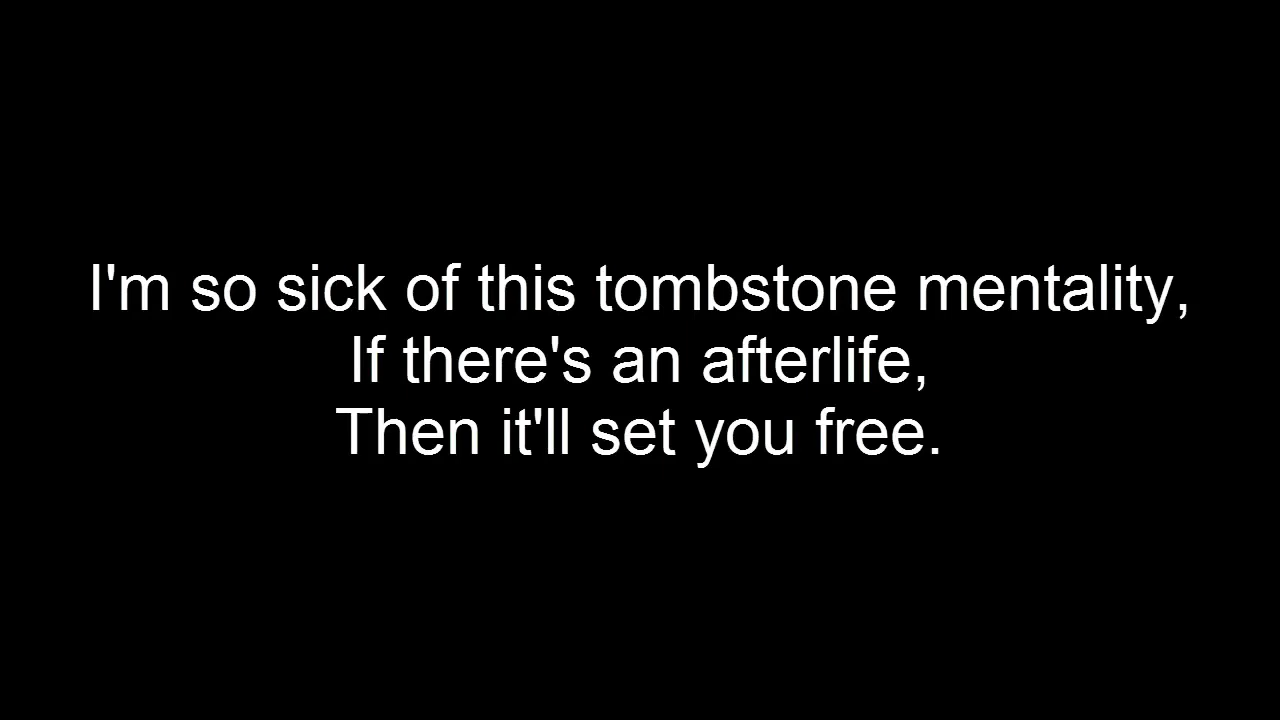 I'm so sick of this tombstone mentality,
If there's an afterlife,
Then it'll set you free.